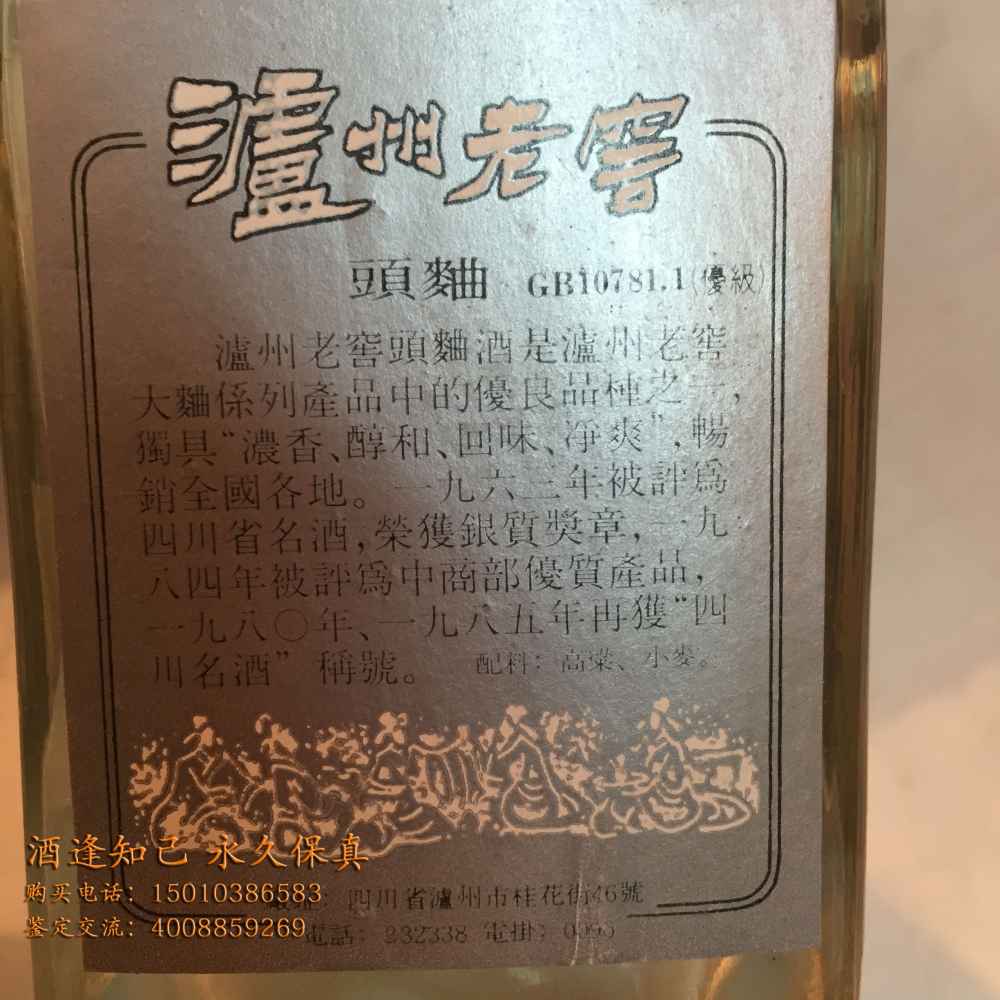 瀘州老窖
頭麯 GB10781.1(優級)
瀘州老窖頭麯酒是瀘州老窖
大麯係列產品中的優良品種之一,
獨具“濃香、醇和、回味、凈爽”,暢
銷全國各地。一九六三年被評爲
四川省名酒,榮獲銀質獎章,一九
八四年被評爲中商部優質產品,
一九八〇年、一九八五年再獲“四
川名酒” 稱號。 配料：高粱、小麥。
酒逢知己 永久保真
购买电话：15010386583
鉴定交流：4008859269
四川省瀘州市桂花街46號
電話：232338 電掛：